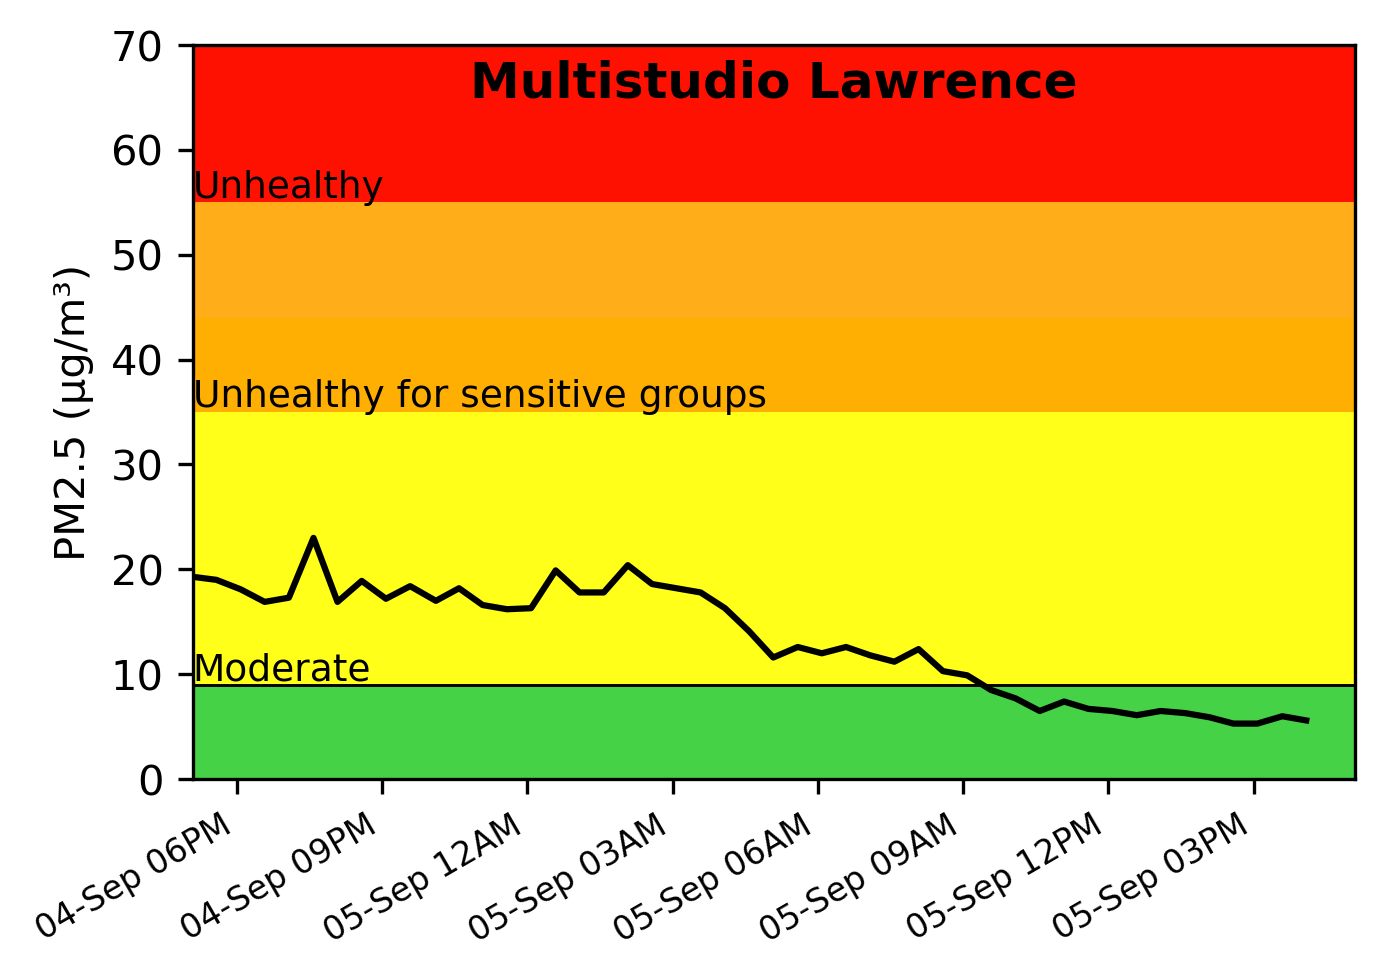 Multistudio Lawrence
PM2.5 (µg/m³)
70
60
50
40
30
20
10
0
Unhealthy
Unhealthy for sensitive groups
Moderate
04-Sep 06PM
04-Sep 09PM
05-Sep 12AM
05-Sep 03AM
05-Sep 06AM
05-Sep 09AM
05-Sep 12PM
05-Sep 03PM